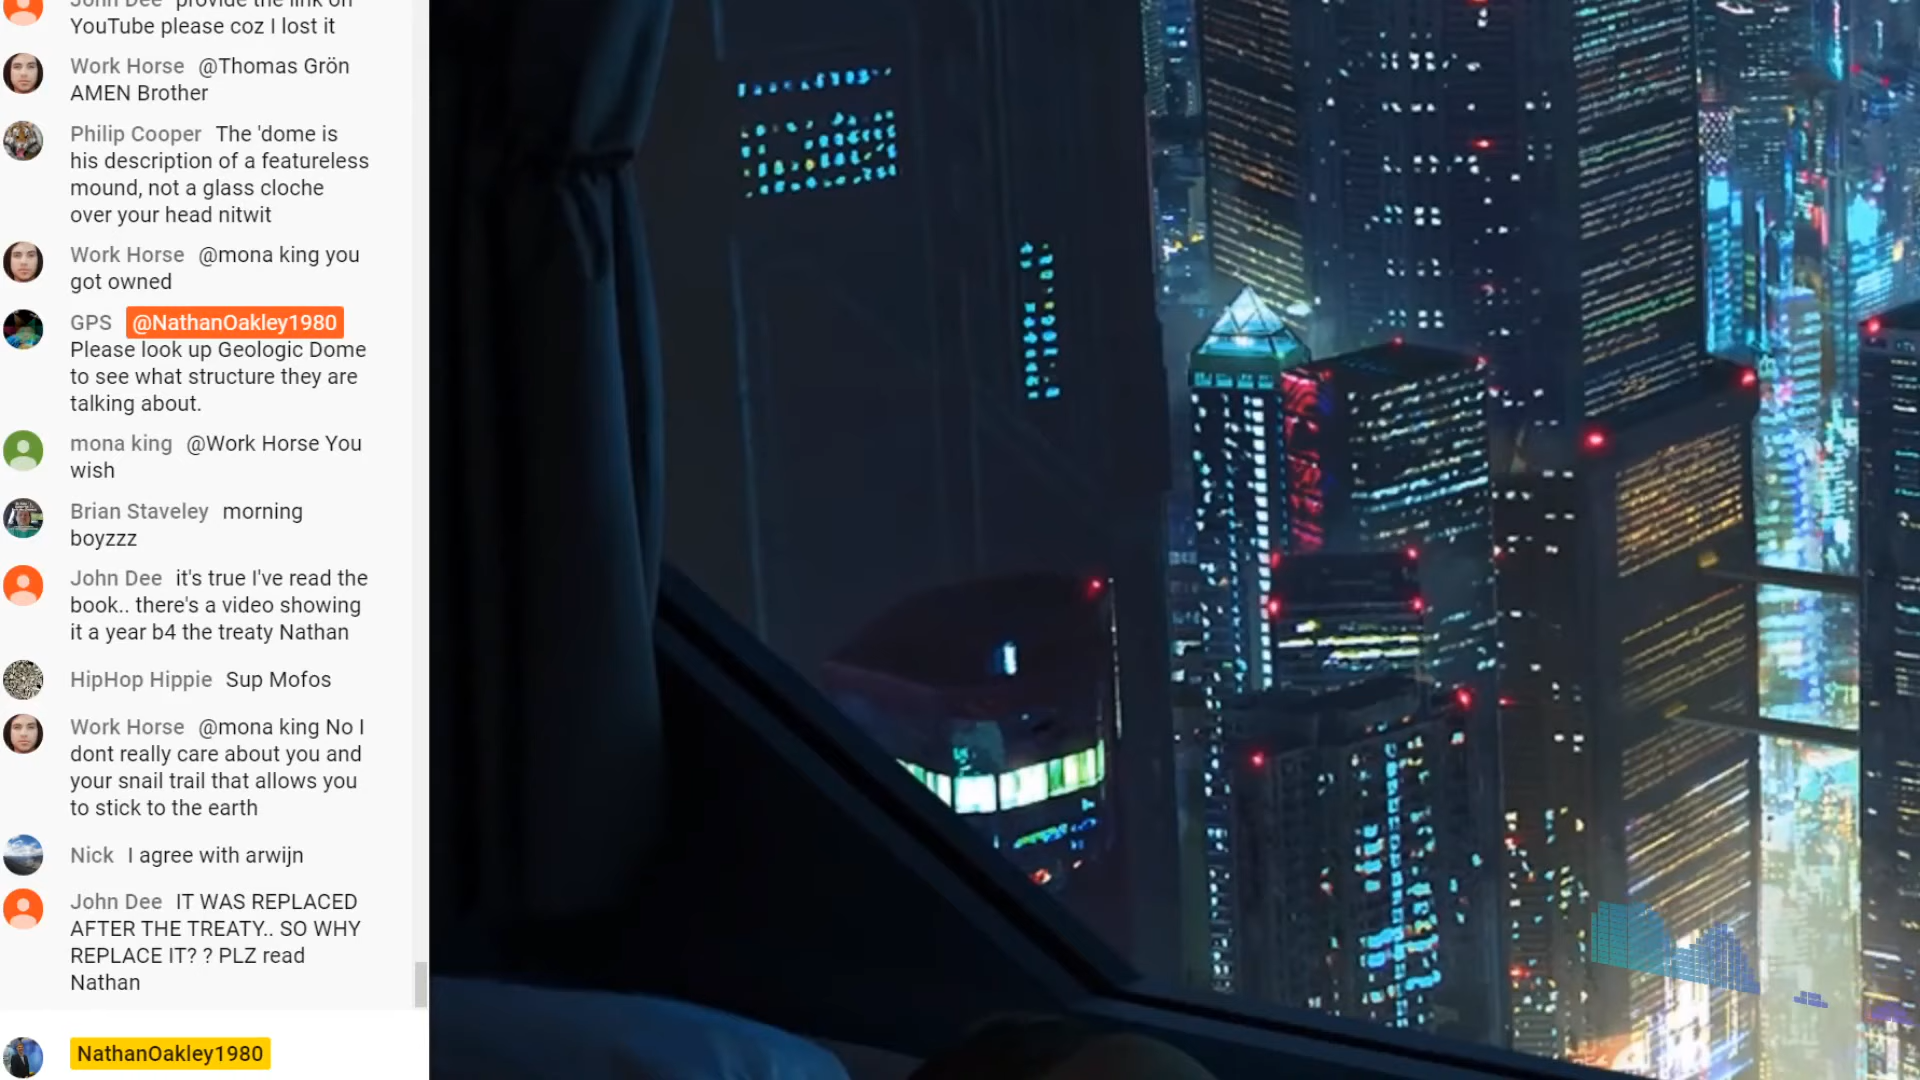 John Dee provide the link on
YouTube please coz I lost it
Work Horse @Thomas Grön
AMEN Brother
Philip Cooper The 'dome is
his description of a featureless
mound, not a glass cloche
over your head nitwit
Work Horse @mona king you
got owned
GPS @NathanOakley1980
Please look up Geologic Dome
to see what structure they are
talking about.
mona king @Work Horse You
wish
Brian Staveley morning
boyzzz
John Dee it's true I've read the
book.. there's a video showing
it a year b4 the treaty Nathan
HipHop Hippie Sup Mofos
Work Horse @mona king No I
dont really care about you and
your snail trail that allows you
to stick to the earth
Nick I agree with arwijn
John Dee IT WAS REPLACED
AFTER THE TREATY.. SO WHY
REPLACE IT? ? PLZ read
Nathan
NathanOakley1980